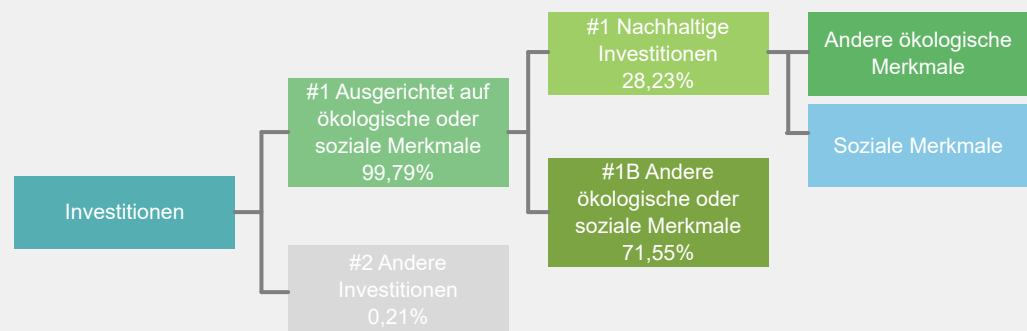 Investitionen
#1 Ausgerichtet auf
ökologische oder
soziale Merkmale
99,79%
#2 Andere
Investitionen
0,21%
#1 Nachhaltige
Investitionen
28,23%
#1B Andere
ökologische oder
soziale Merkmale
71,55%
Andere ökologische
Merkmale
Soziale Merkmale